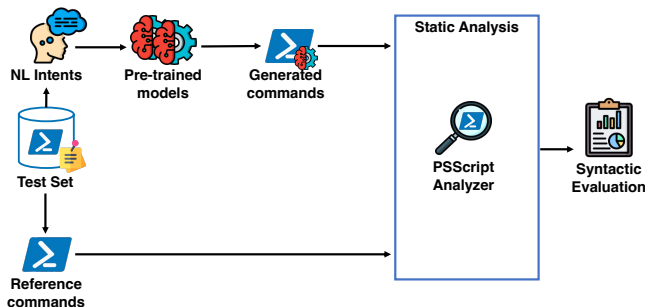 Static Analysis
NL Intents
Pre-trained
models
Generated
commands
Test Set
PSScript
Analyzer
Syntactic
Evaluation
Reference
commands